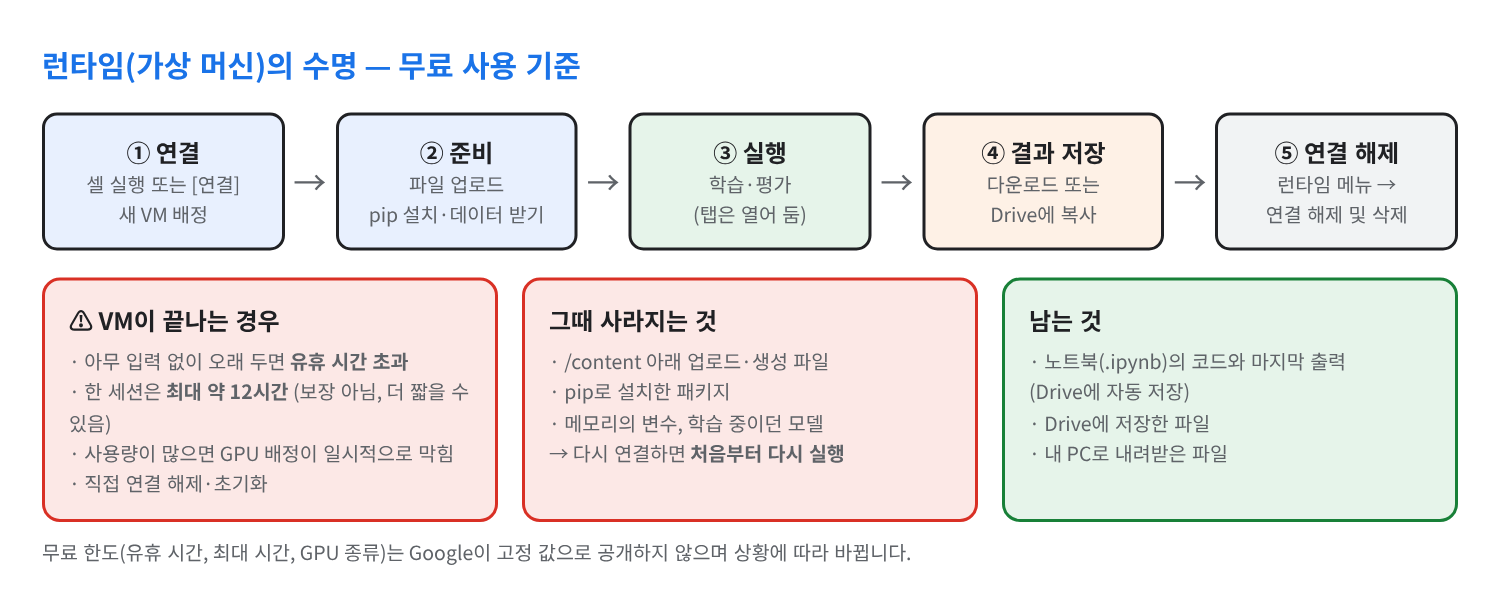 런타임(가상 머신)의 수명 — 무료 사용 기준
① 연결
셀 실행 또는 [연결]
새 VM 배정
→
② 준비
파일 업로드
pip 설치·데이터 받기
→
③ 실행
학습·평가
(탭은 열어 둠)
→
④ 결과 저장
다운로드 또는
Drive에 복사
→
⑤ 연결 해제
런타임 메뉴 →
연결 해제 및 삭제
⚠ VM이 끝나는 경우
· 아무 입력 없이 오래 두면 유휴 시간 초과
· 한 세션은 최대 약 12시간 (보장 아님, 더 짧을 수
있음)
· 사용량이 많으면 GPU 배정이 일시적으로 막힘
· 직접 연결 해제·초기화
그때 사라지는 것
· /content 아래 업로드·생성 파일
· pip로 설치한 패키지
· 메모리의 변수, 학습 중이던 모델
→ 다시 연결하면 처음부터 다시 실행
남는 것
· 노트북(.ipynb)의 코드와 마지막 출력
(Drive에 자동 저장)
· Drive에 저장한 파일
· 내 PC로 내려받은 파일
무료 한도(유휴 시간, 최대 시간, GPU 종류)는 Google이 고정 값으로 공개하지 않으며 상황에 따라 바뀝니다.